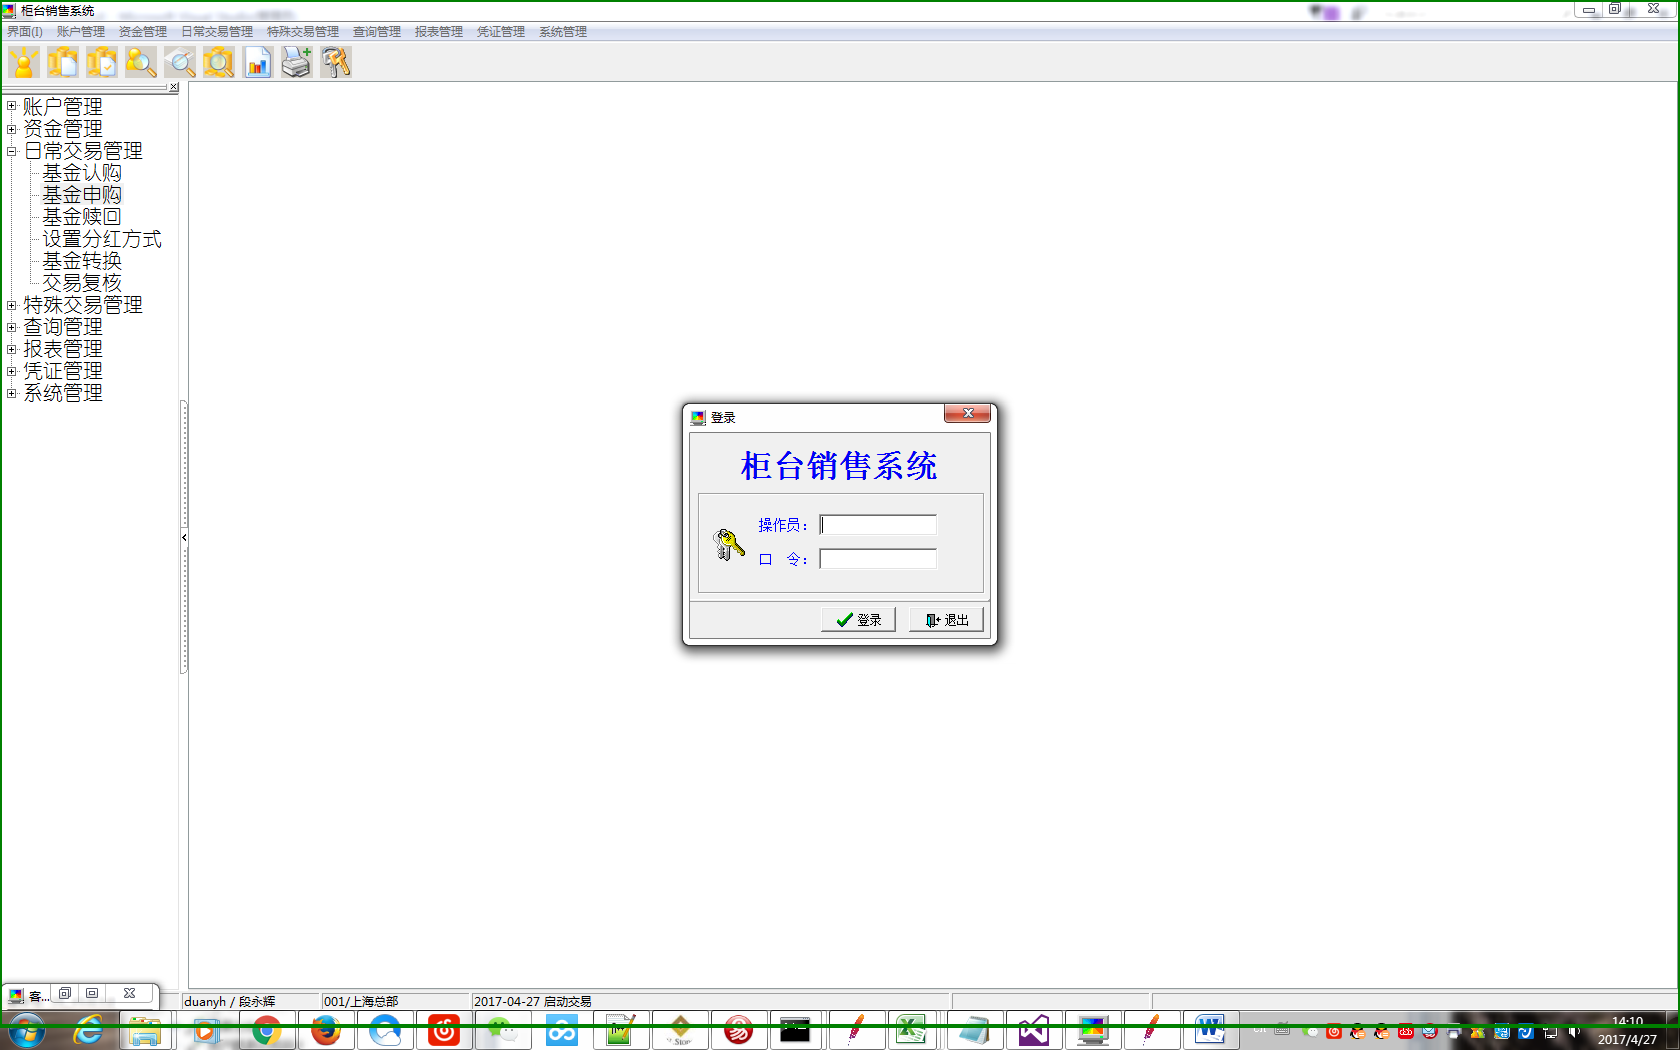 柜台销售系统
界面(I) 账户管理 资金管理 日常交易管理 特殊交易管理 查询管理 报表管理 凭证管理 系统管理
账户管理
资金管理
日常交易管理
基金认购
基金申购
基金赎回
设置分红方式
基金转换
交易复核
特殊交易管理
查询管理
报表管理
凭证管理
系统管理
登录
柜台销售系统
操作员：
口 令：
登录 退出
客...
duanyh / 段永辉 001/上海总部 2017-04-27 启动交易
14:10
2017/4/27